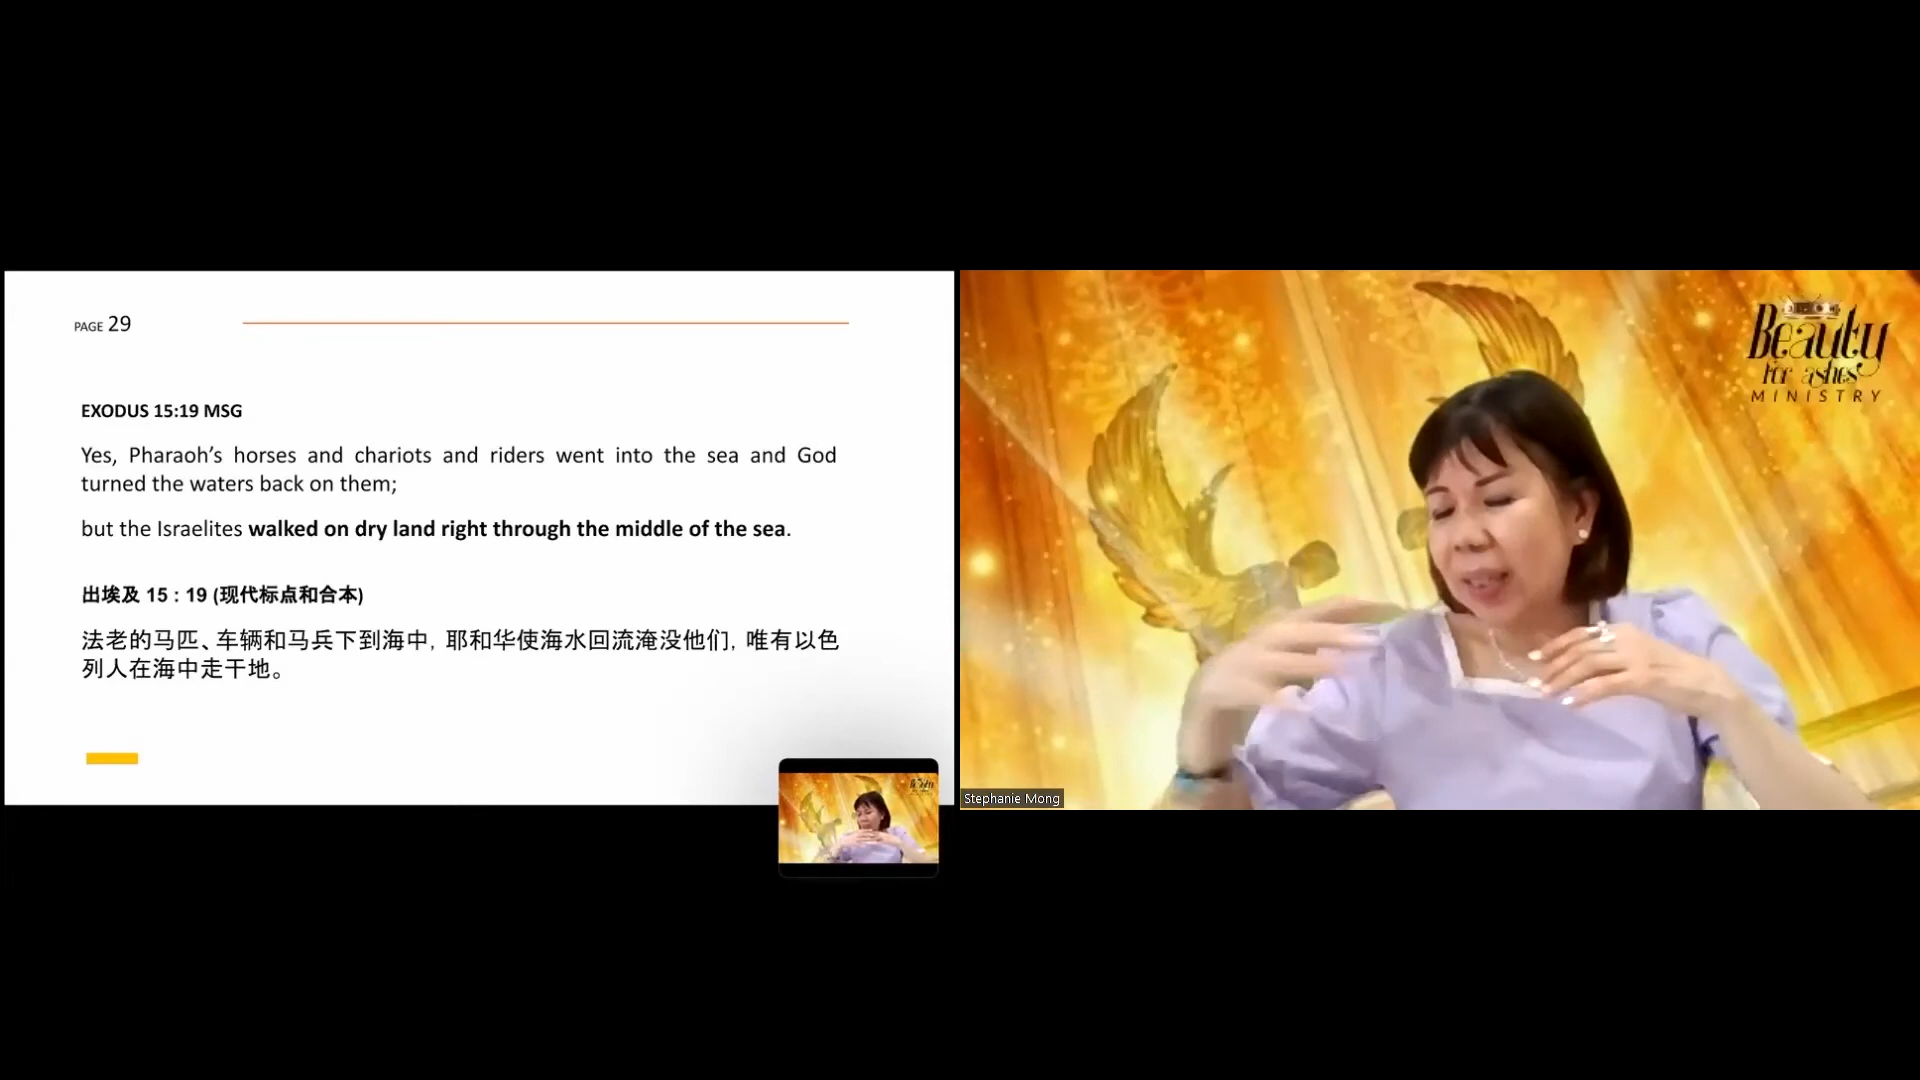 PAGE 29
EXODUS 15:19 MSG
Yes, Pharaoh’s horses and chariots and riders went into the sea and God
turned the waters back on them;
but the Israelites walked on dry land right through the middle of the sea.
出埃及 15 : 19 (现代标点和合本)
法老的马匹、车辆和马兵下到海中, 耶和华使海水回流淹没他们, 唯有以色
列人在海中走干地。
Beauty
For ashes
MINISTRY
Stephanie Mong